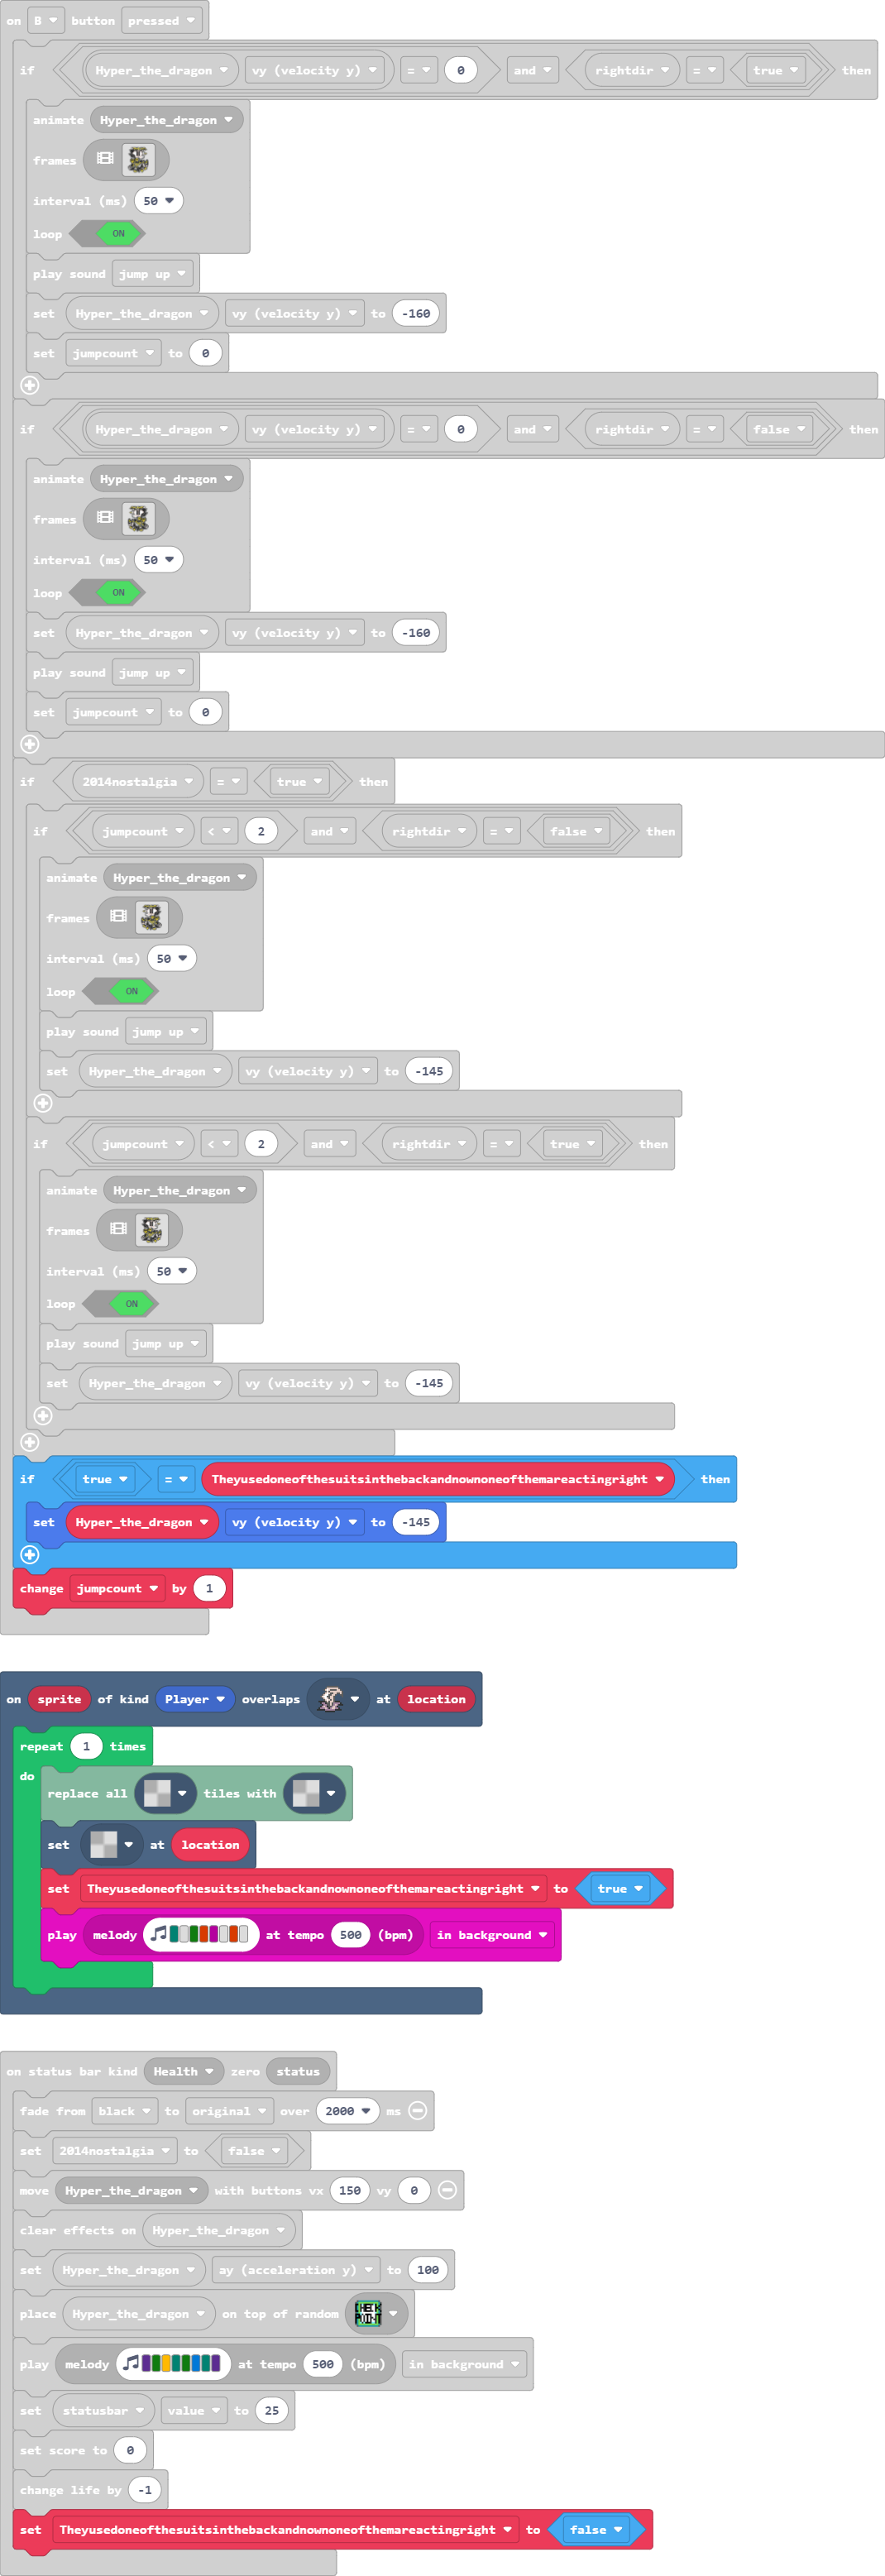 on B button pressed
if Hyper_the_dragon vy (velocity y) = 0 and rightdir = true then
animate Hyper_the_dragon
frames
interval (ms) 50
loop ON
play sound jump up
set Hyper_the_dragon vy (velocity y) to -160
set jumpcount to 0
if Hyper_the_dragon vy (velocity y) = 0 and rightdir = false then
animate Hyper_the_dragon
frames
interval (ms) 50
loop ON
set Hyper_the_dragon vy (velocity y) to -160
play sound jump up
set jumpcount to 0
if 2014nostalgia = true then
if jumpcount < 2 and rightdir = false then
animate Hyper_the_dragon
frames
interval (ms) 50
loop ON
play sound jump up
set Hyper_the_dragon vy (velocity y) to -145
if jumpcount < 2 and rightdir = true then
animate Hyper_the_dragon
frames
interval (ms) 50
loop ON
play sound jump up
set Hyper_the_dragon vy (velocity y) to -145
if true = Theyusedoneofthesuitsinthebackandnownoneofthemareactingright then
set Hyper_the_dragon vy (velocity y) to -145
change jumpcount by 1
on sprite of kind Player overlaps at location
repeat 1 times
do
replace all tiles with
set at location
set Theyusedoneofthesuitsinthebackandnownoneofthemareactingright to true
play melody at tempo 500 (bpm) in background
on status bar kind Health zero status
fade from black to original over 2000 ms
set 2014nostalgia to false
move Hyper_the_dragon with buttons vx 150 vy 0
clear effects on Hyper_the_dragon
set Hyper_the_dragon ay (acceleration y) to 100
place Hyper_the_dragon on top of random CHECK POINT
play melody at tempo 500 (bpm) in background
set statusbar value to 25
set score to 0
change life by -1
set Theyusedoneofthesuitsinthebackandnownoneofthemareactingright to false